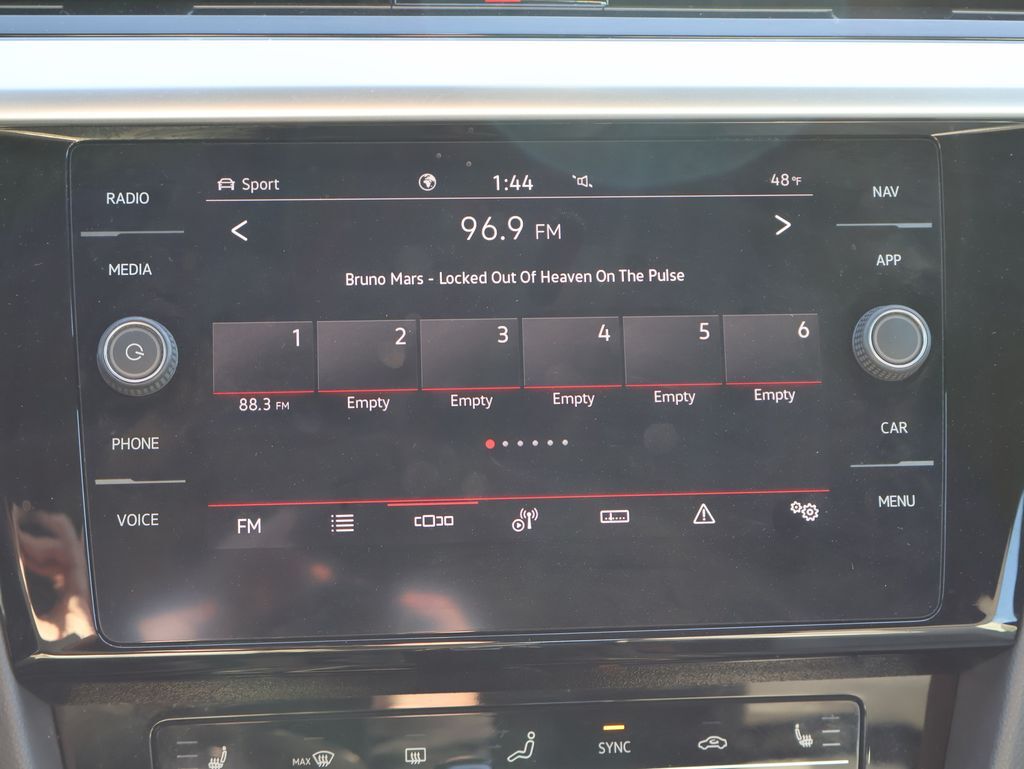 RADIO
MEDIA
PHONE
VOICE
Sport
1:44
48°F
96.9 FM
Bruno Mars - Locked Out Of Heaven On The Pulse
1
2
3
4
5
6
88.3 FM
Empty
Empty
Empty
Empty
Empty
FM
NAV
APP
CAR
MENU
MAX
SYNC